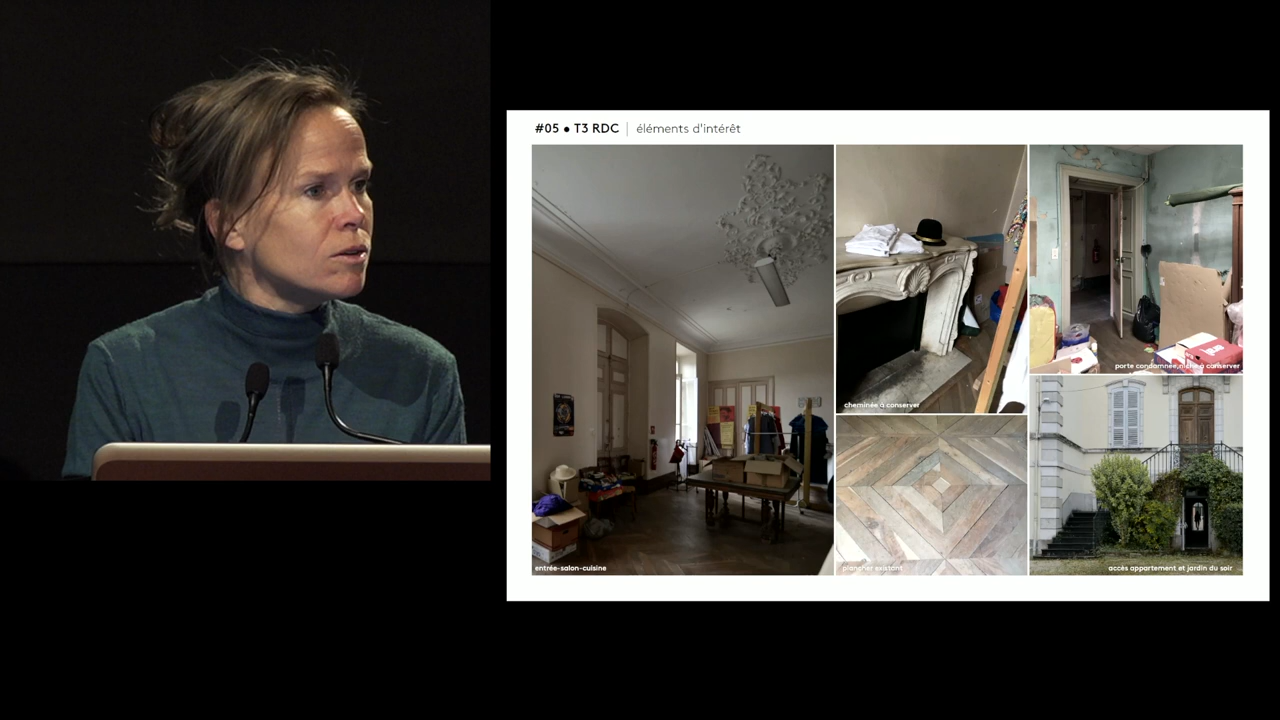 #05 • T3 RDC | éléments d'intérêt
cheminée à conserver
porte condamnée,niche à conserver
entrée-salon-cuisine
plancher existant
accès appartement et jardin du soir